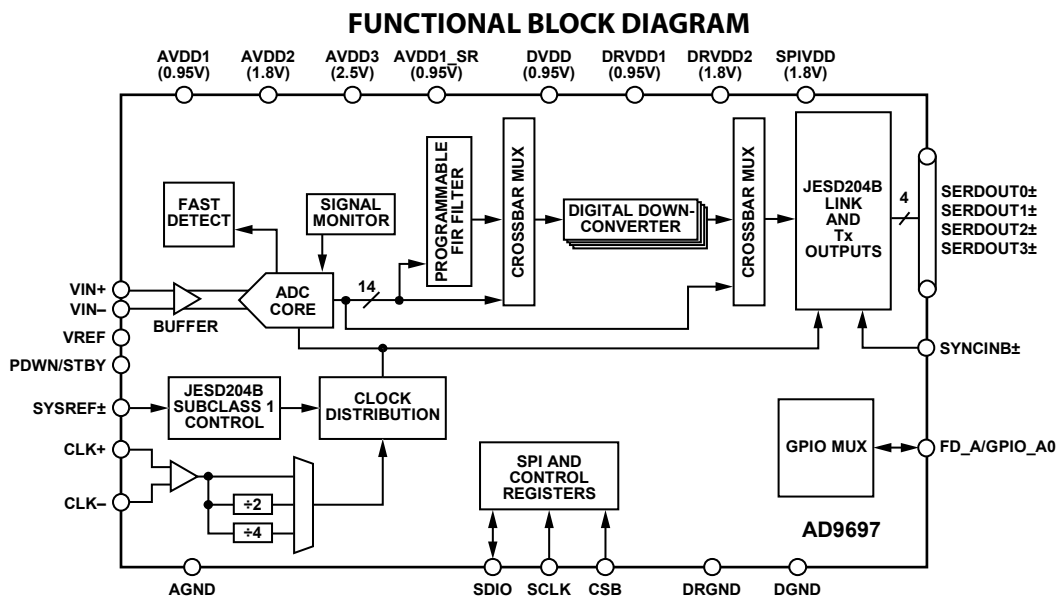 FUNCTIONAL BLOCK DIAGRAM
AVDD1
(0.95V)
AVDD2
(1.8V)
AVDD3
(2.5V)
AVDD1_SR
(0.95V)
DVDD
(0.95V)
DRVDD1
(0.95V)
DRVDD2
(1.8V)
SPIVDD
(1.8V)
FAST
DETECT
SIGNAL
MONITOR
PROGRAMMABLE
FIR FILTER
CROSSBAR MUX
DIGITAL DOWN-
CONVERTER
CROSSBAR MUX
JESD204B
LINK
AND
Tx
OUTPUTS
4
SERDOUT0±
SERDOUT1±
SERDOUT2±
SERDOUT3±
VIN+
VIN–
BUFFER
ADC
CORE
14
VREF
PDWN/STBY
SYSREF±
JESD204B
SUBCLASS 1
CONTROL
CLOCK
DISTRIBUTION
SYNCINB±
CLK+
CLK–
÷2
÷4
SPI AND
CONTROL
REGISTERS
GPIO MUX
FD_A/GPIO_A0
AD9697
AGND
SDIO
SCLK
CSB
DRGND
DGND